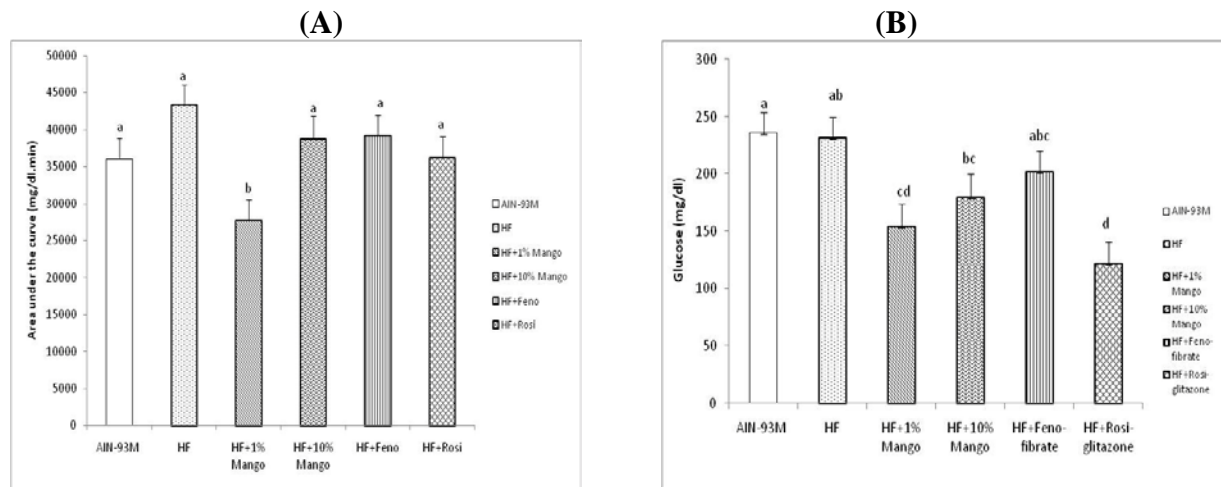 (A)
50000
45000
40000
35000
30000
25000
20000
15000
10000
5000
0
Area under the curve (mg/dl.min)
a
a
b
a
a
a
AIN-93M
HF
HF+1%
Mango
HF+10%
Mango
HF+Feno
HF+Rosi
AIN-93M
HF
HF+1% Mango
HF+10% Mango
HF+Feno
HF+Rosi
(B)
300
250
200
150
100
50
0
Glucose (mg/dl)
a
ab
cd
bc
abc
d
AIN-93M
HF
HF+1%
Mango
HF+10%
Mango
HF+Feno-
fibrate
HF+Rosi-
glitazone
AIN-93M
HF
HF+1%
Mango
HF+10%
Mango
HF+Feno-
fibrate
HF+Rosi-
glitazone